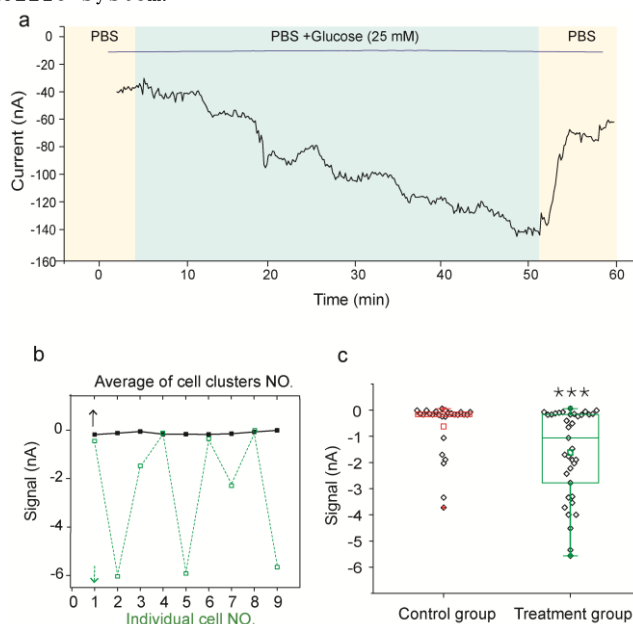 a
PBS
PBS +Glucose (25 mM)
PBS
0
-20
-40
-60
-80
-100
-120
-140
-160
Current (nA)
0
10
20
30
40
50
60
Time (min)
b
Average of cell clusters NO.
0
-2
-4
-6
Signal (nA)
0 1 2 3 4 5 6 7 8 9
Individual cell NO.
c
***
0
-1
-2
-3
-4
-5
-6
Signal (nA)
Control group
Treatment group